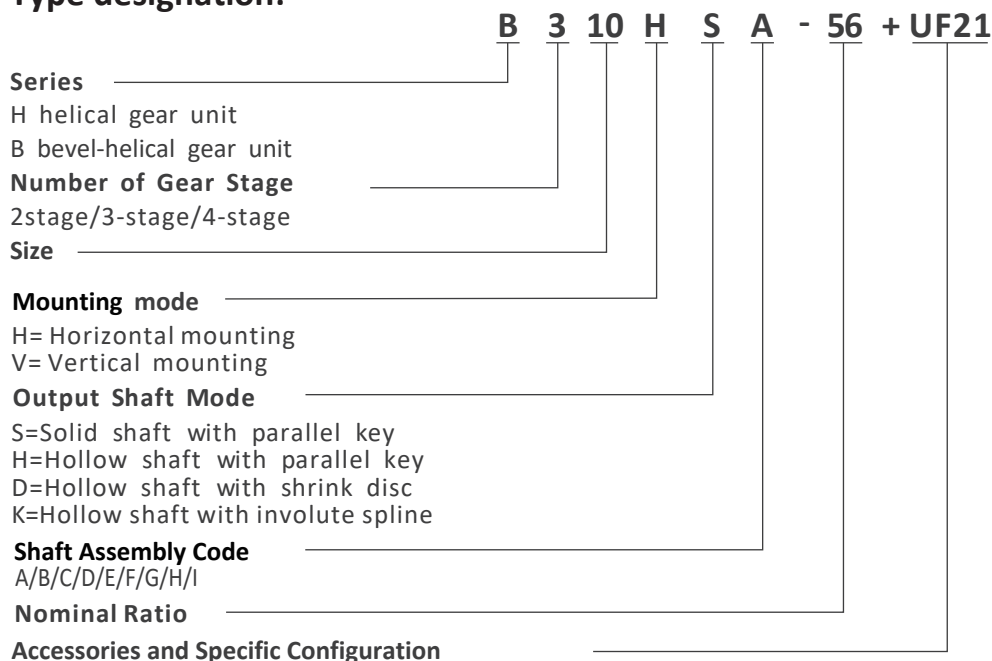 Type designation:
B 3 10 H S A - 56 + UF21
Series
H helical gear unit
B bevel-helical gear unit
Number of Gear Stage
2stage/3-stage/4-stage
Size
Mounting mode
H= Horizontal mounting
V= Vertical mounting
Output Shaft Mode
S=Solid shaft with parallel key
H=Hollow shaft with parallel key
D=Hollow shaft with shrink disc
K=Hollow shaft with involute spline
Shaft Assembly Code
A/B/C/D/E/F/G/H/I
Nominal Ratio
Accessories and Specific Configuration